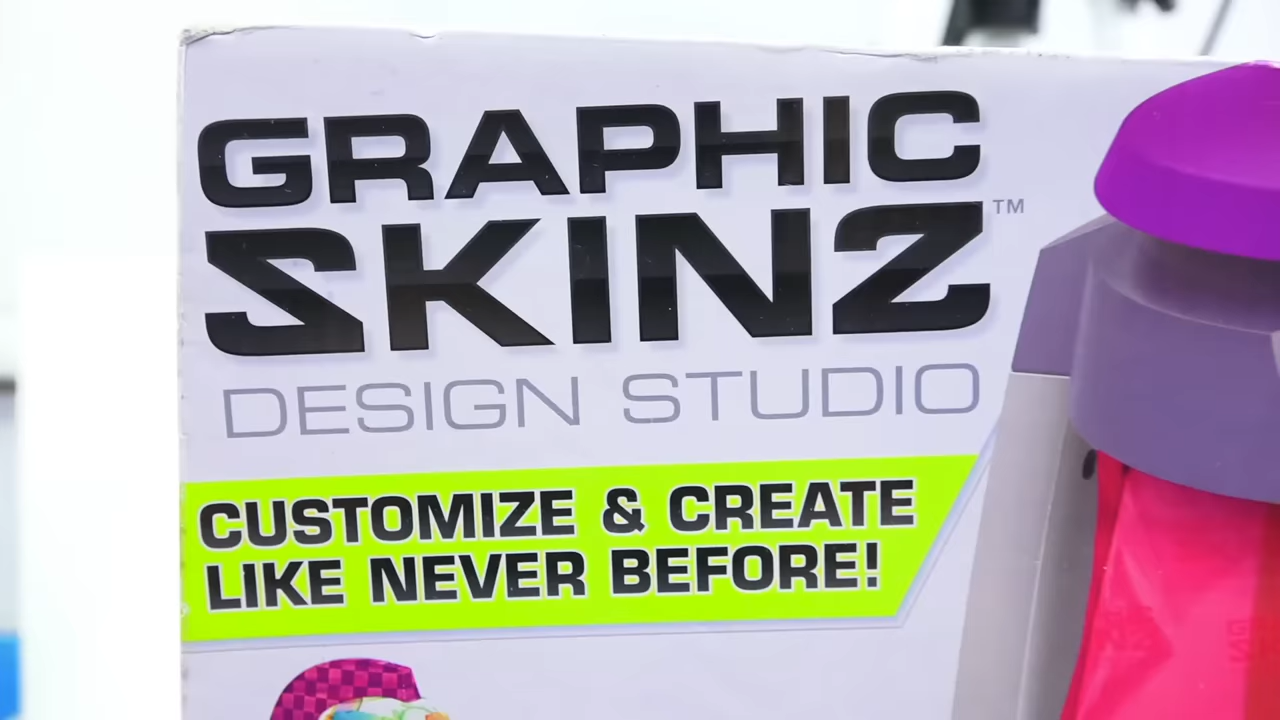 GRAPHIC
SKINZ™
DESIGN STUDIO
CUSTOMIZE & CREATE
LIKE NEVER BEFORE!